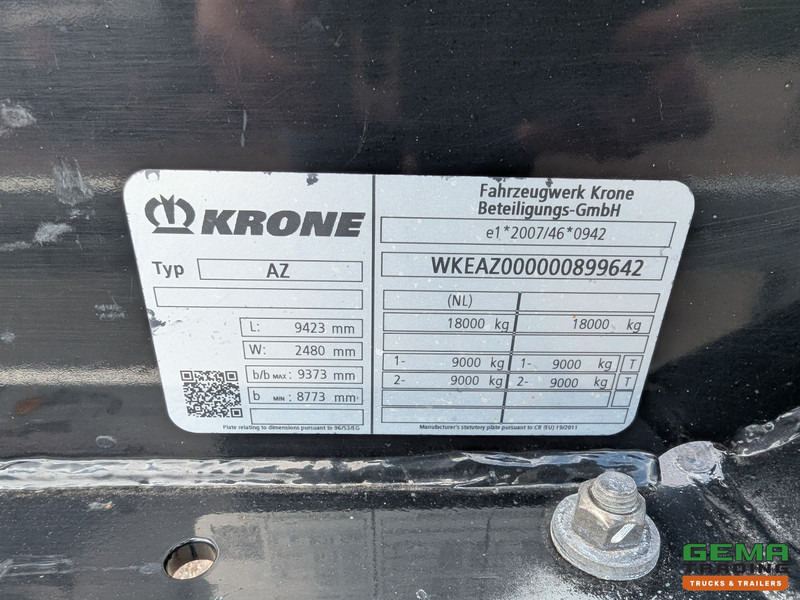 KRONE
Typ AZ
L: 9423 mm
W: 2480 mm
b/b MAX: 9373 mm
b MIN: 8773 mm
Plate relating to dimensions pursuant to 96/53/EG
Fahrzeugwerk Krone
Beteiligungs-GmbH
e1*2007/46*0942
WKEAZ000000899642
(NL)
18000 kg 18000 kg
1- 9000 kg 1- 9000 kg T
2- 9000 kg 2- 9000 kg T
Manufacturer's statutory plate pursuant to CR (EU) 19/2011
GEMA
TRADING
TRUCKS & TRAILERS